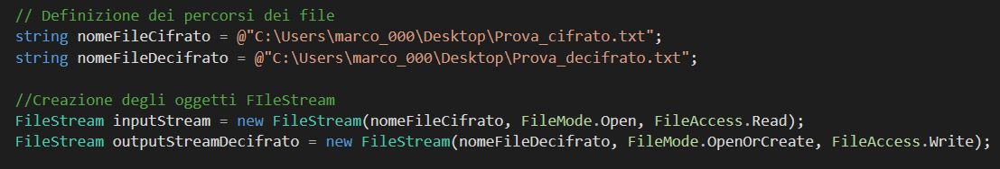 // Definizione dei percorsi dei file
string nomeFileCifrato = @"C:\Users\marco_000\Desktop\Prova_cifrato.txt";
string nomeFileDecifrato = @"C:\Users\marco_000\Desktop\Prova_decifrato.txt";
//Creazione degli oggetti FIleStream
FileStream inputStream = new FileStream(nomeFileCifrato, FileMode.Open, FileAccess.Read);
FileStream outputStreamDecifrato = new FileStream(nomeFileDecifrato, FileMode.OpenOrCreate, FileAccess.Write);